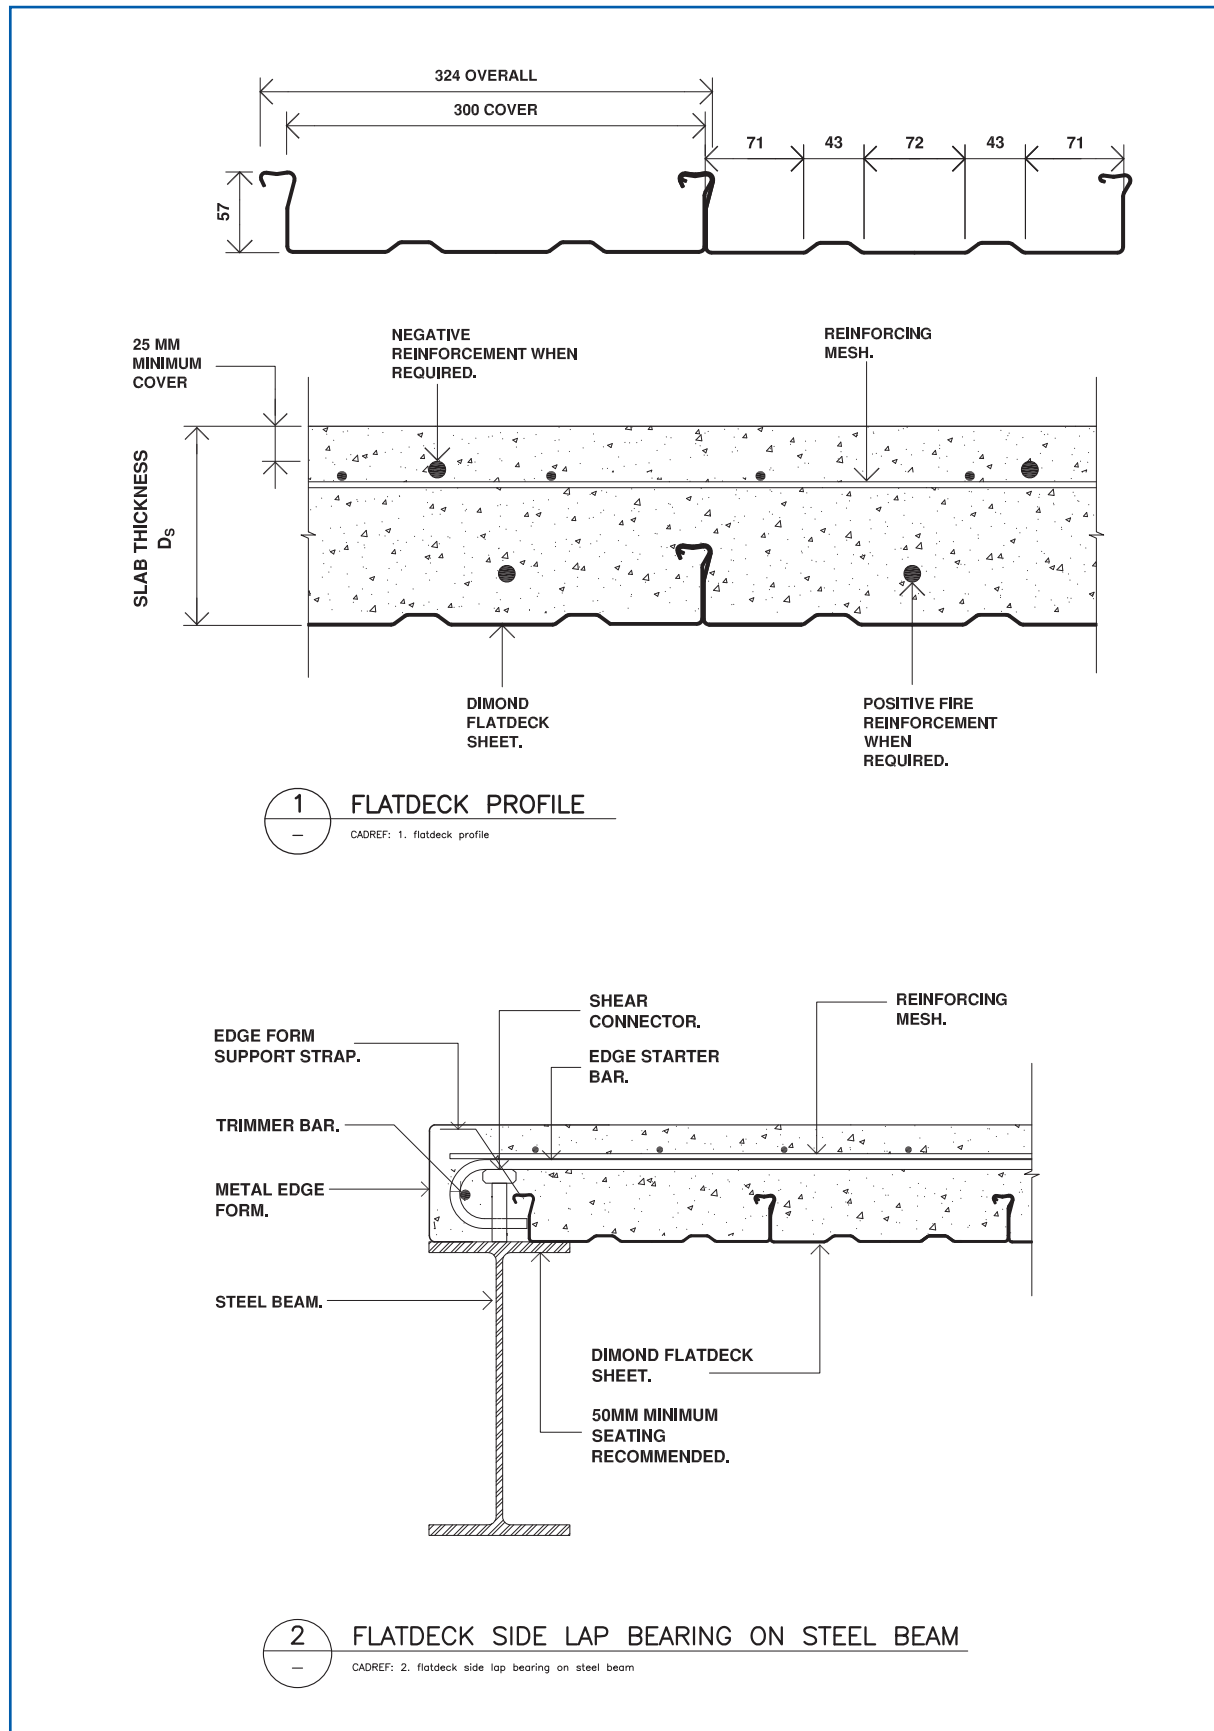 324 OVERALL
300 COVER
71
43
72
43
71
57
25 MM
MINIMUM
COVER
NEGATIVE
REINFORCEMENT WHEN
REQUIRED.
REINFORCING
MESH.
SLAB THICKNESS
Ds
DIMOND
FLATDECK
SHEET.
POSITIVE FIRE
REINFORCEMENT
WHEN
REQUIRED.
1
–
FLATDECK PROFILE
CADREF: 1. flatdeck profile
SHEAR
CONNECTOR.
REINFORCING
MESH.
EDGE FORM
SUPPORT STRAP.
EDGE STARTER
BAR.
TRIMMER BAR.
METAL EDGE
FORM.
STEEL BEAM.
DIMOND FLATDECK
SHEET.
50MM MINIMUM
SEATING
RECOMMENDED.
2
–
FLATDECK SIDE LAP BEARING ON STEEL BEAM
CADREF: 2. flatdeck side lap bearing on steel beam